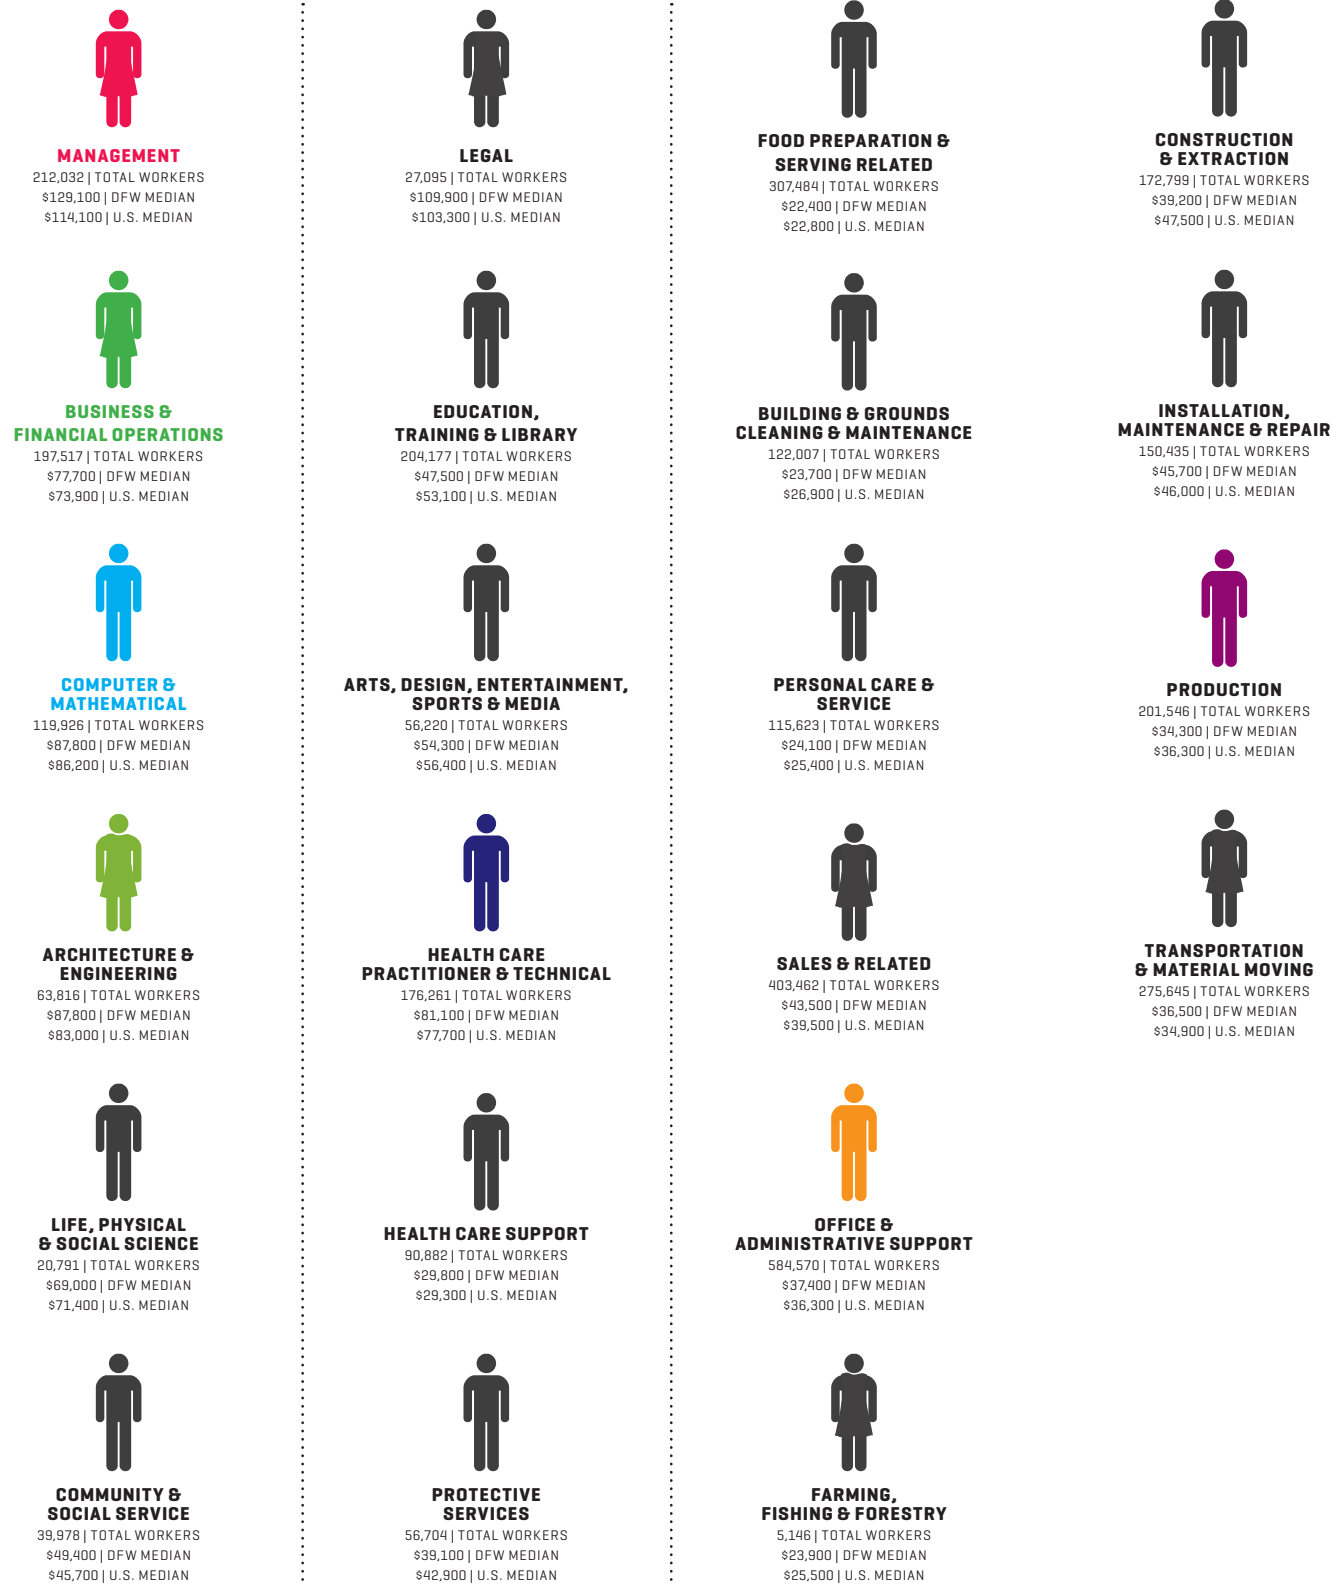 MANAGEMENT
212,032 | TOTAL WORKERS
$129,100 | DFW MEDIAN
$114,100 | U.S. MEDIAN
BUSINESS &
FINANCIAL OPERATIONS
197,517 | TOTAL WORKERS
$77,700 | DFW MEDIAN
$73,900 | U.S. MEDIAN
COMPUTER &
MATHEMATICAL
119,926 | TOTAL WORKERS
$87,800 | DFW MEDIAN
$86,200 | U.S. MEDIAN
ARCHITECTURE &
ENGINEERING
63,816 | TOTAL WORKERS
$87,800 | DFW MEDIAN
$83,000 | U.S. MEDIAN
LIFE, PHYSICAL
& SOCIAL SCIENCE
20,791 | TOTAL WORKERS
$69,000 | DFW MEDIAN
$71,400 | U.S. MEDIAN
COMMUNITY &
SOCIAL SERVICE
39,978 | TOTAL WORKERS
$49,400 | DFW MEDIAN
$45,700 | U.S. MEDIAN
LEGAL
27,095 | TOTAL WORKERS
$109,900 | DFW MEDIAN
$103,300 | U.S. MEDIAN
EDUCATION,
TRAINING & LIBRARY
204,177 | TOTAL WORKERS
$47,500 | DFW MEDIAN
$53,100 | U.S. MEDIAN
ARTS, DESIGN, ENTERTAINMENT,
SPORTS & MEDIA
56,220 | TOTAL WORKERS
$54,300 | DFW MEDIAN
$56,400 | U.S. MEDIAN
HEALTH CARE
PRACTITIONER & TECHNICAL
176,261 | TOTAL WORKERS
$81,100 | DFW MEDIAN
$77,700 | U.S. MEDIAN
HEALTH CARE SUPPORT
90,882 | TOTAL WORKERS
$29,800 | DFW MEDIAN
$29,300 | U.S. MEDIAN
PROTECTIVE
SERVICES
56,704 | TOTAL WORKERS
$39,100 | DFW MEDIAN
$42,900 | U.S. MEDIAN
FOOD PREPARATION &
SERVING RELATED
307,484 | TOTAL WORKERS
$22,400 | DFW MEDIAN
$22,800 | U.S. MEDIAN
BUILDING & GROUNDS
CLEANING & MAINTENANCE
122,007 | TOTAL WORKERS
$23,700 | DFW MEDIAN
$26,900 | U.S. MEDIAN
PERSONAL CARE &
SERVICE
115,623 | TOTAL WORKERS
$24,100 | DFW MEDIAN
$25,400 | U.S. MEDIAN
SALES & RELATED
403,462 | TOTAL WORKERS
$43,500 | DFW MEDIAN
$39,500 | U.S. MEDIAN
OFFICE &
ADMINISTRATIVE SUPPORT
584,570 | TOTAL WORKERS
$37,400 | DFW MEDIAN
$36,300 | U.S. MEDIAN
FARMING,
FISHING & FORESTRY
5,146 | TOTAL WORKERS
$23,900 | DFW MEDIAN
$25,500 | U.S. MEDIAN
CONSTRUCTION
& EXTRACTION
172,799 | TOTAL WORKERS
$39,200 | DFW MEDIAN
$47,500 | U.S. MEDIAN
INSTALLATION,
MAINTENANCE & REPAIR
150,435 | TOTAL WORKERS
$45,700 | DFW MEDIAN
$46,000 | U.S. MEDIAN
PRODUCTION
201,546 | TOTAL WORKERS
$34,300 | DFW MEDIAN
$36,300 | U.S. MEDIAN
TRANSPORTATION
& MATERIAL MOVING
275,645 | TOTAL WORKERS
$36,500 | DFW MEDIAN
$34,900 | U.S. MEDIAN